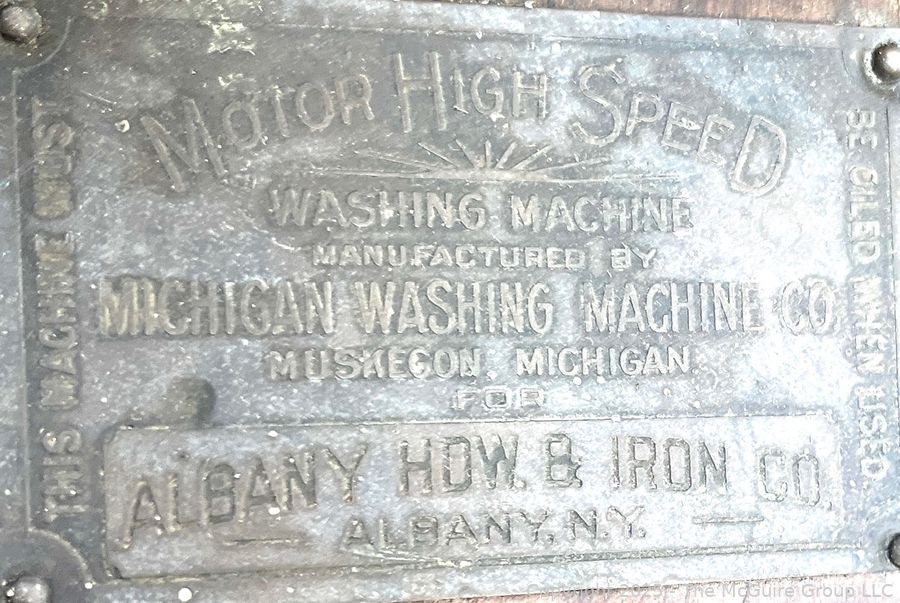 MOTOR HIGH SPEED
WASHING MACHINE
MANUFACTURED BY
MICHIGAN WASHING MACHINE CO.
MUSKEGON, MICHIGAN.
FOR
ALBANY HDW. & IRON CO.
ALBANY, N.Y.
THIS MACHINE MUST
BE OILED WHEN USED.
2023 - The McGuire Group LLC